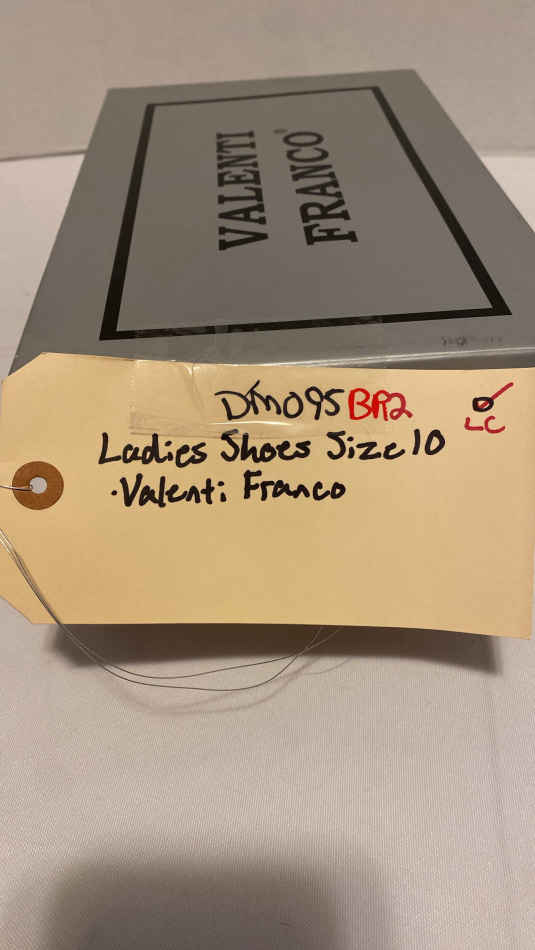 VALENTI
FRANCO®
DM095 BR2
LC
Ladies Shoes Size 10
·Valenti Franco